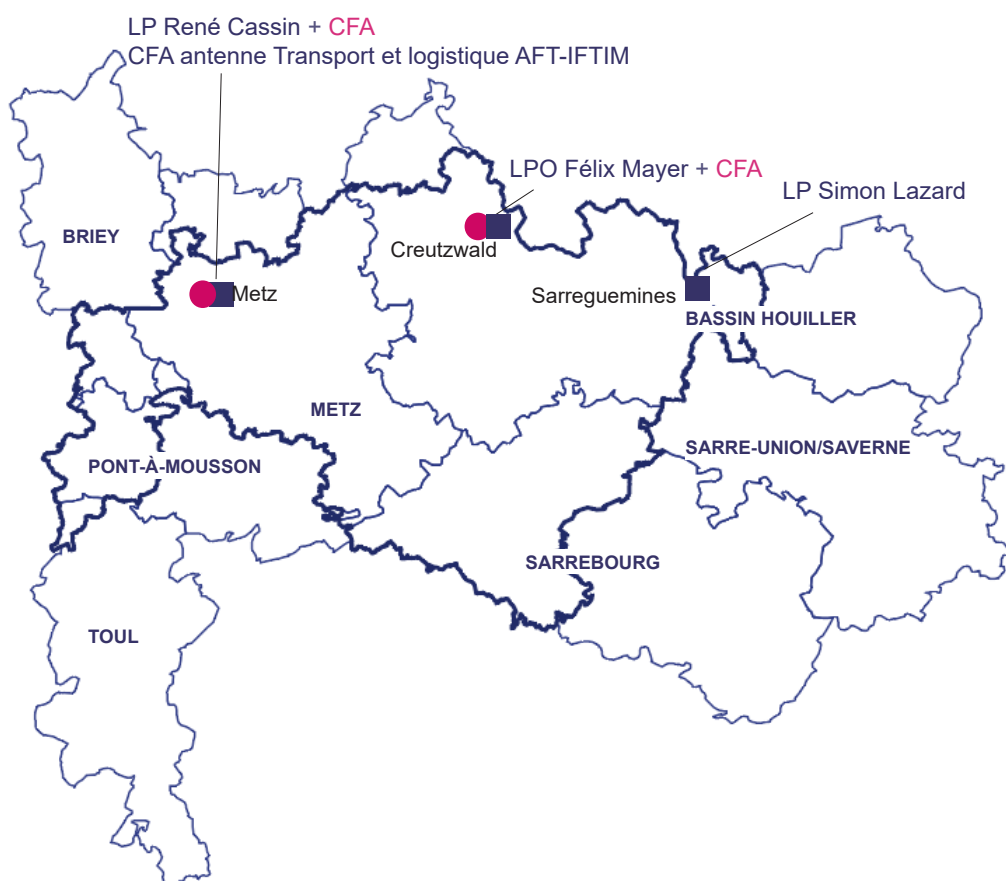 LP René Cassin + CFA
CFA antenne Transport et logistique AFT-IFTIM
LPO Félix Mayer + CFA
LP Simon Lazard
BRIEY
Creutzwald
Metz
Sarreguemines
BASSIN HOUILLER
METZ
SARRE-UNION/SAVERNE
PONT-À-MOUSSON
SARREBOURG
TOUL